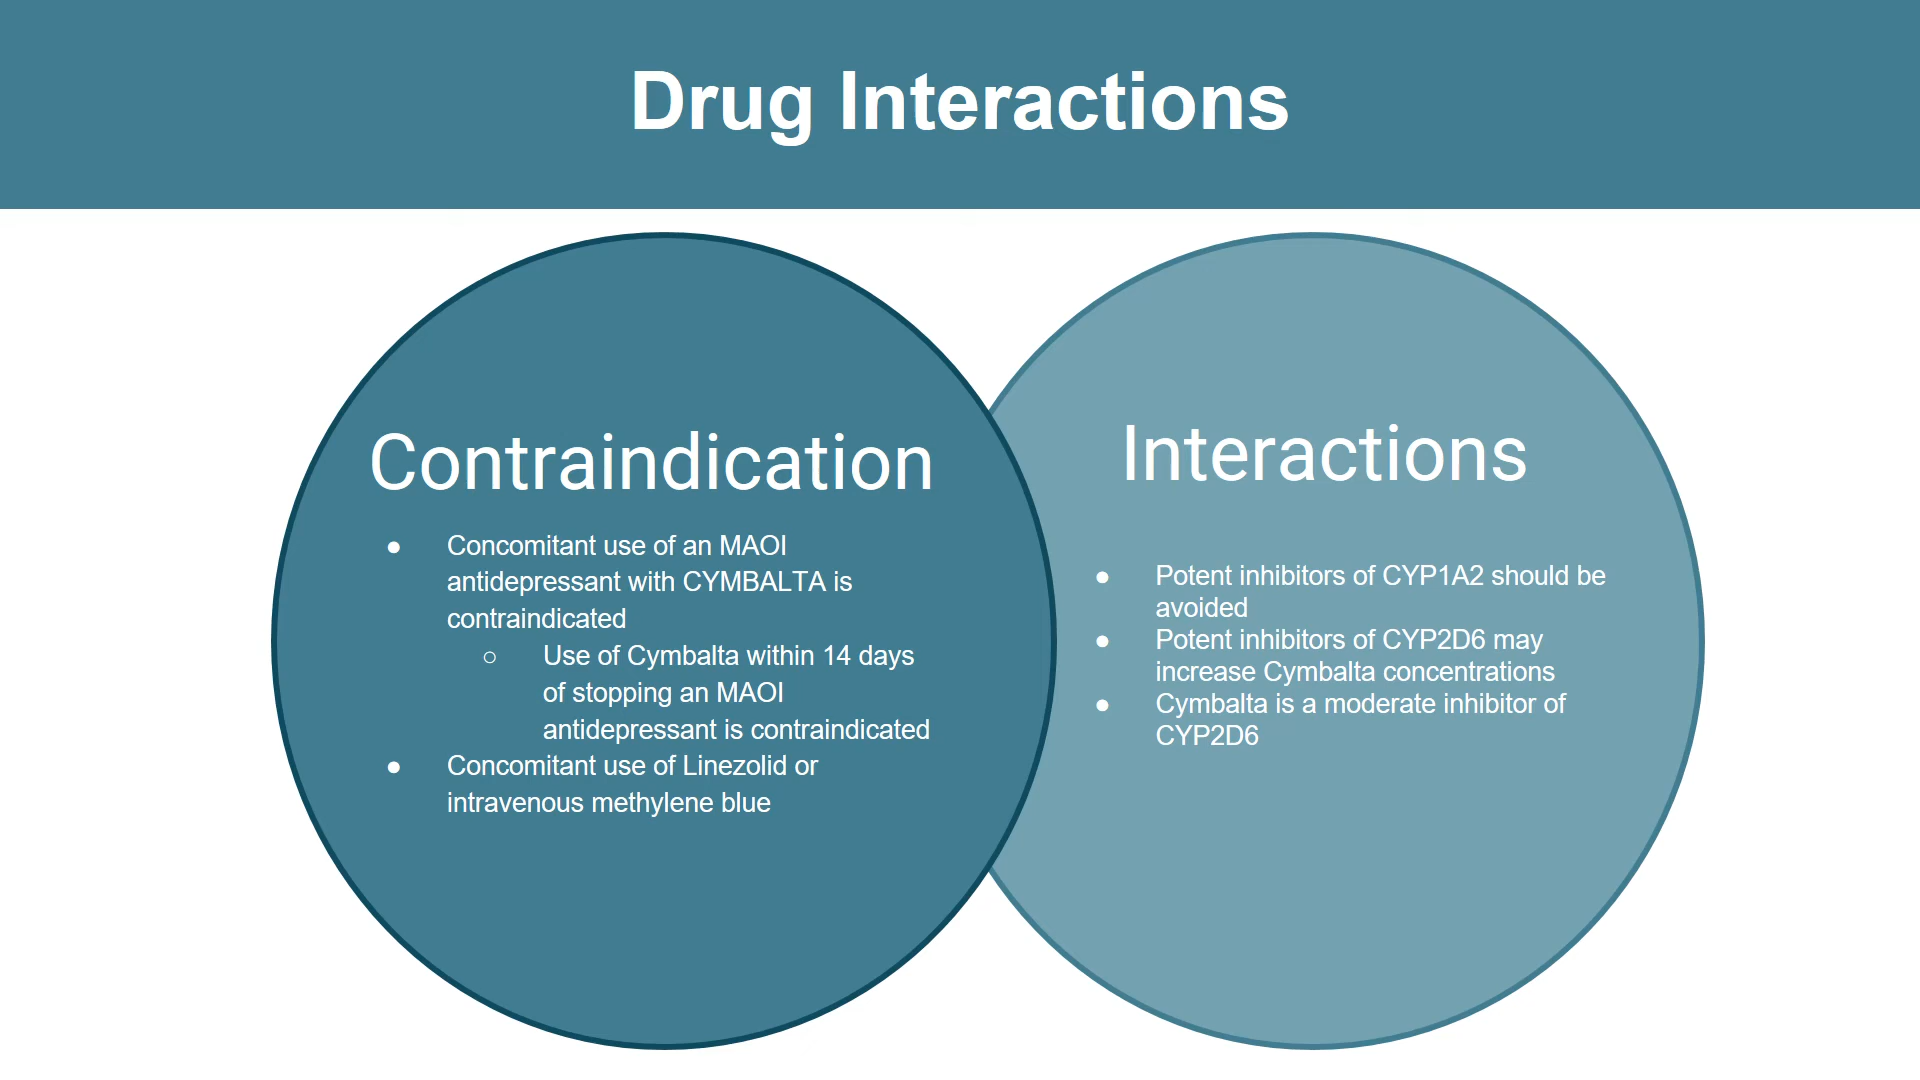 Drug Interactions
Contraindication
● Concomitant use of an MAOI
antidepressant with CYMBALTA is
contraindicated
○ Use of Cymbalta within 14 days
of stopping an MAOI
antidepressant is contraindicated
● Concomitant use of Linezolid or
intravenous methylene blue
Interactions
● Potent inhibitors of CYP1A2 should be
avoided
● Potent inhibitors of CYP2D6 may
increase Cymbalta concentrations
● Cymbalta is a moderate inhibitor of
CYP2D6